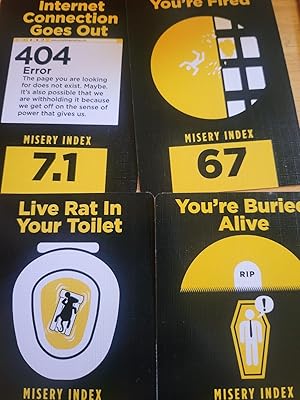 Internet
Connection
Goes Out
404
Error
The page you are looking
for does not exist. Maybe.
It's also possible that we
are withholding it because
we get off on the sense of
power that gives us.
MISERY INDEX
7.1
You're Fired
MISERY INDEX
67
Live Rat In
Your Toilet
MISERY INDEX
You're Buried
Alive
RIP
!
MISERY INDEX